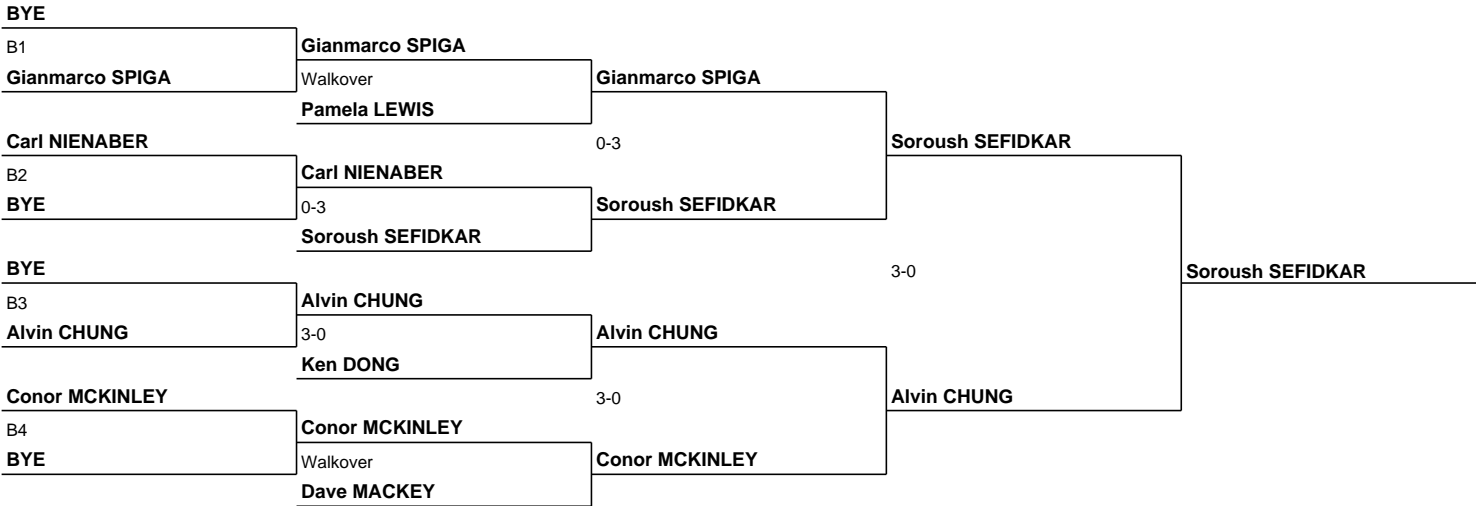 BYE
B1
Gianmarco SPIGA
Carl NIENABER
B2
BYE
BYE
B3
Alvin CHUNG
Conor MCKINLEY
B4
BYE
Gianmarco SPIGA
Walkover
Pamela LEWIS
Carl NIENABER
0-3
Soroush SEFIDKAR
Alvin CHUNG
3-0
Ken DONG
Conor MCKINLEY
Walkover
Dave MACKEY
Gianmarco SPIGA
0-3
Soroush SEFIDKAR
Alvin CHUNG
3-0
Conor MCKINLEY
Soroush SEFIDKAR
3-0
Alvin CHUNG
Soroush SEFIDKAR